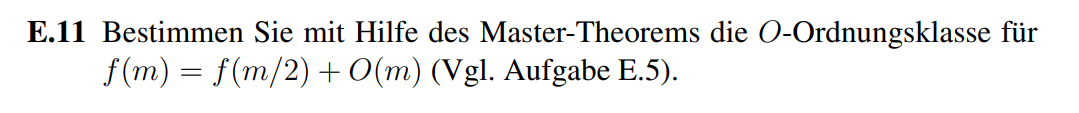 E.11 Bestimmen Sie mit Hilfe des Master-Theorems die O-Ordnungsklasse für
f(m) = f(m/2) + O(m) (Vgl. Aufgabe E.5).